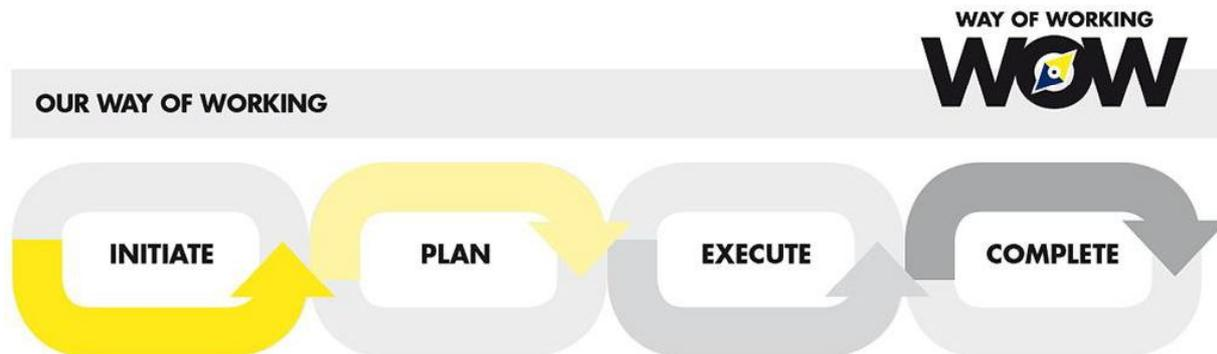 WAY OF WORKING
WOW
OUR WAY OF WORKING
INITIATE
PLAN
EXECUTE
COMPLETE